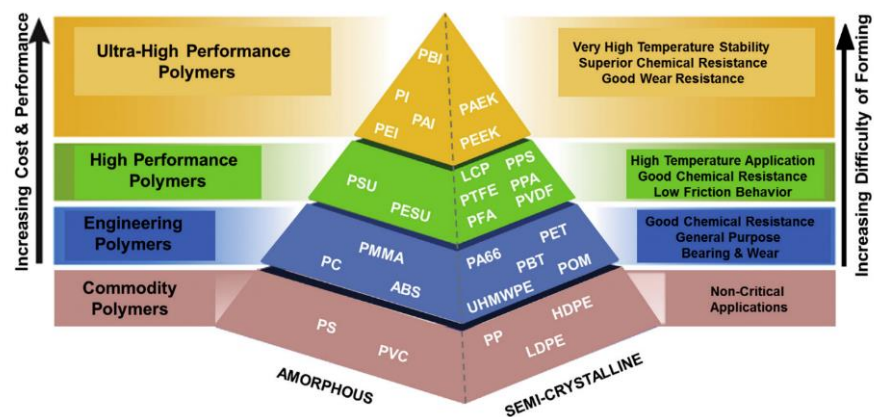 Increasing Cost & Performance
Ultra-High Performance
Polymers
PBI
PI
PAI
PEI
PAEK
PEEK
Very High Temperature Stability
Superior Chemical Resistance
Good Wear Resistance
Increasing Difficulty of Forming
High Performance
Polymers
PSU
PESU
LCP
PPS
PTFE
PPA
PFA
PVDF
High Temperature Application
Good Chemical Resistance
Low Friction Behavior
Engineering
Polymers
PMMA
PC
ABS
PA66
PET
PBT
POM
UHMWPE
Good Chemical Resistance
General Purpose
Bearing & Wear
Commodity
Polymers
PS
PVC
PP
HDPE
LDPE
Non-Critical
Applications
AMORPHOUS
SEMI-CRYSTALLINE